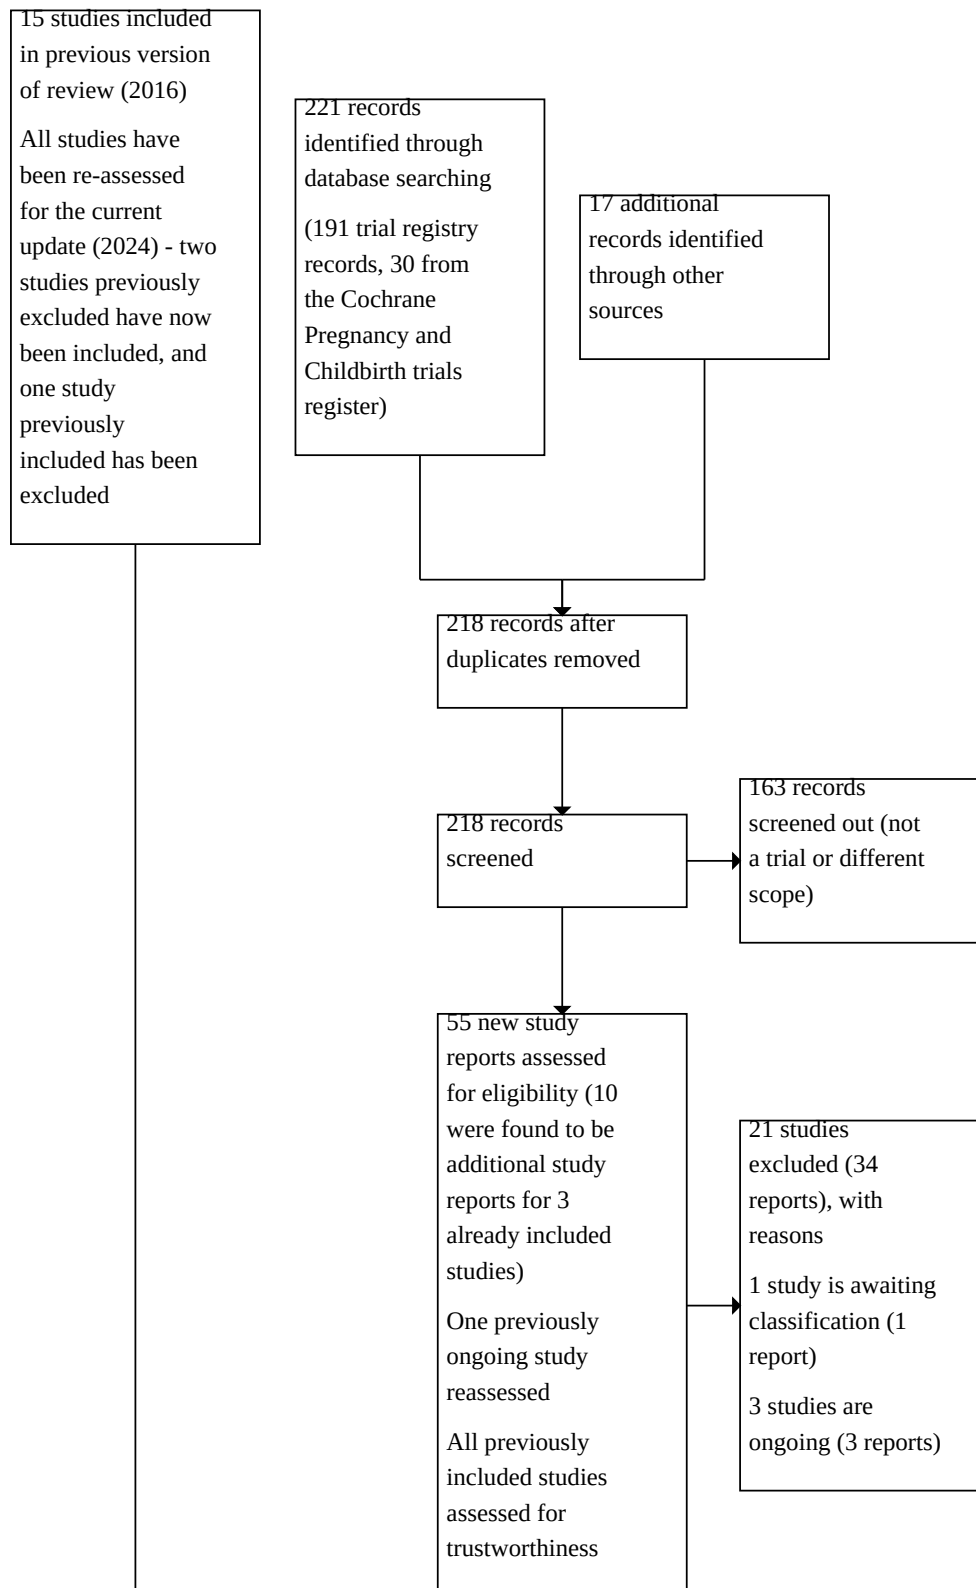 15 studies included
in previous version
of review (2016)
All studies have
been re-assessed
for the current
update (2024) - two
studies previously
excluded have now
been included, and
one study
previously
included has been
excluded
221 records
identified through
database searching
(191 trial registry
records, 30 from
the Cochrane
Pregnancy and
Childbirth trials
register)
17 additional
records identified
through other
sources
218 records after
duplicates removed
218 records
screened
163 records
screened out (not
a trial or different
scope)
55 new study
reports assessed
for eligibility (10
were found to be
additional study
reports for 3
already included
studies)
One previously
ongoing study
reassessed
All previously
included studies
assessed for
trustworthiness
21 studies
excluded (34
reports), with
reasons
1 study is awaiting
classification (1
report)
3 studies are
ongoing (3 reports)